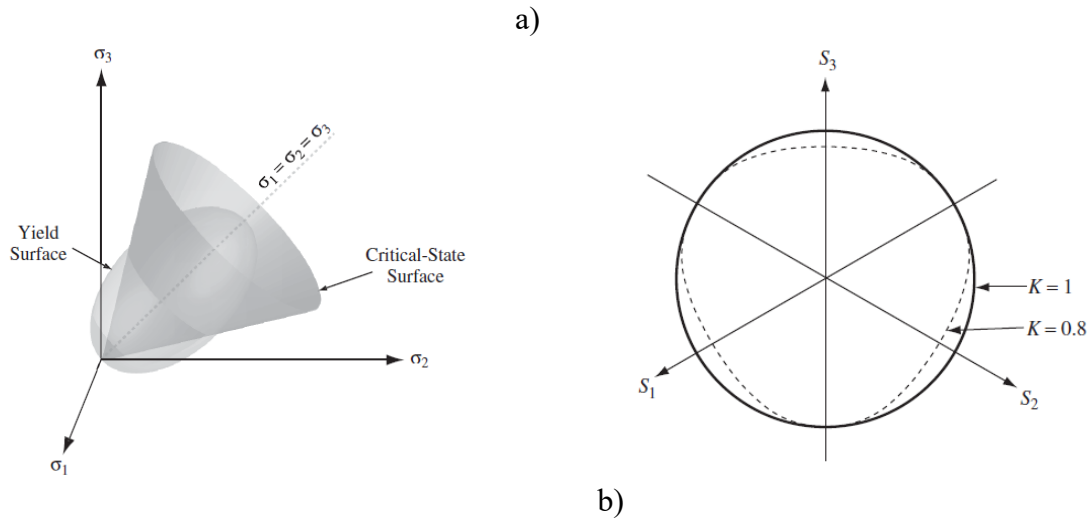 a)
σ3
σ1 = σ2 = σ3
Yield
Surface
Critical-State
Surface
σ2
σ1
S3
K = 1
K = 0.8
S1
S2
b)